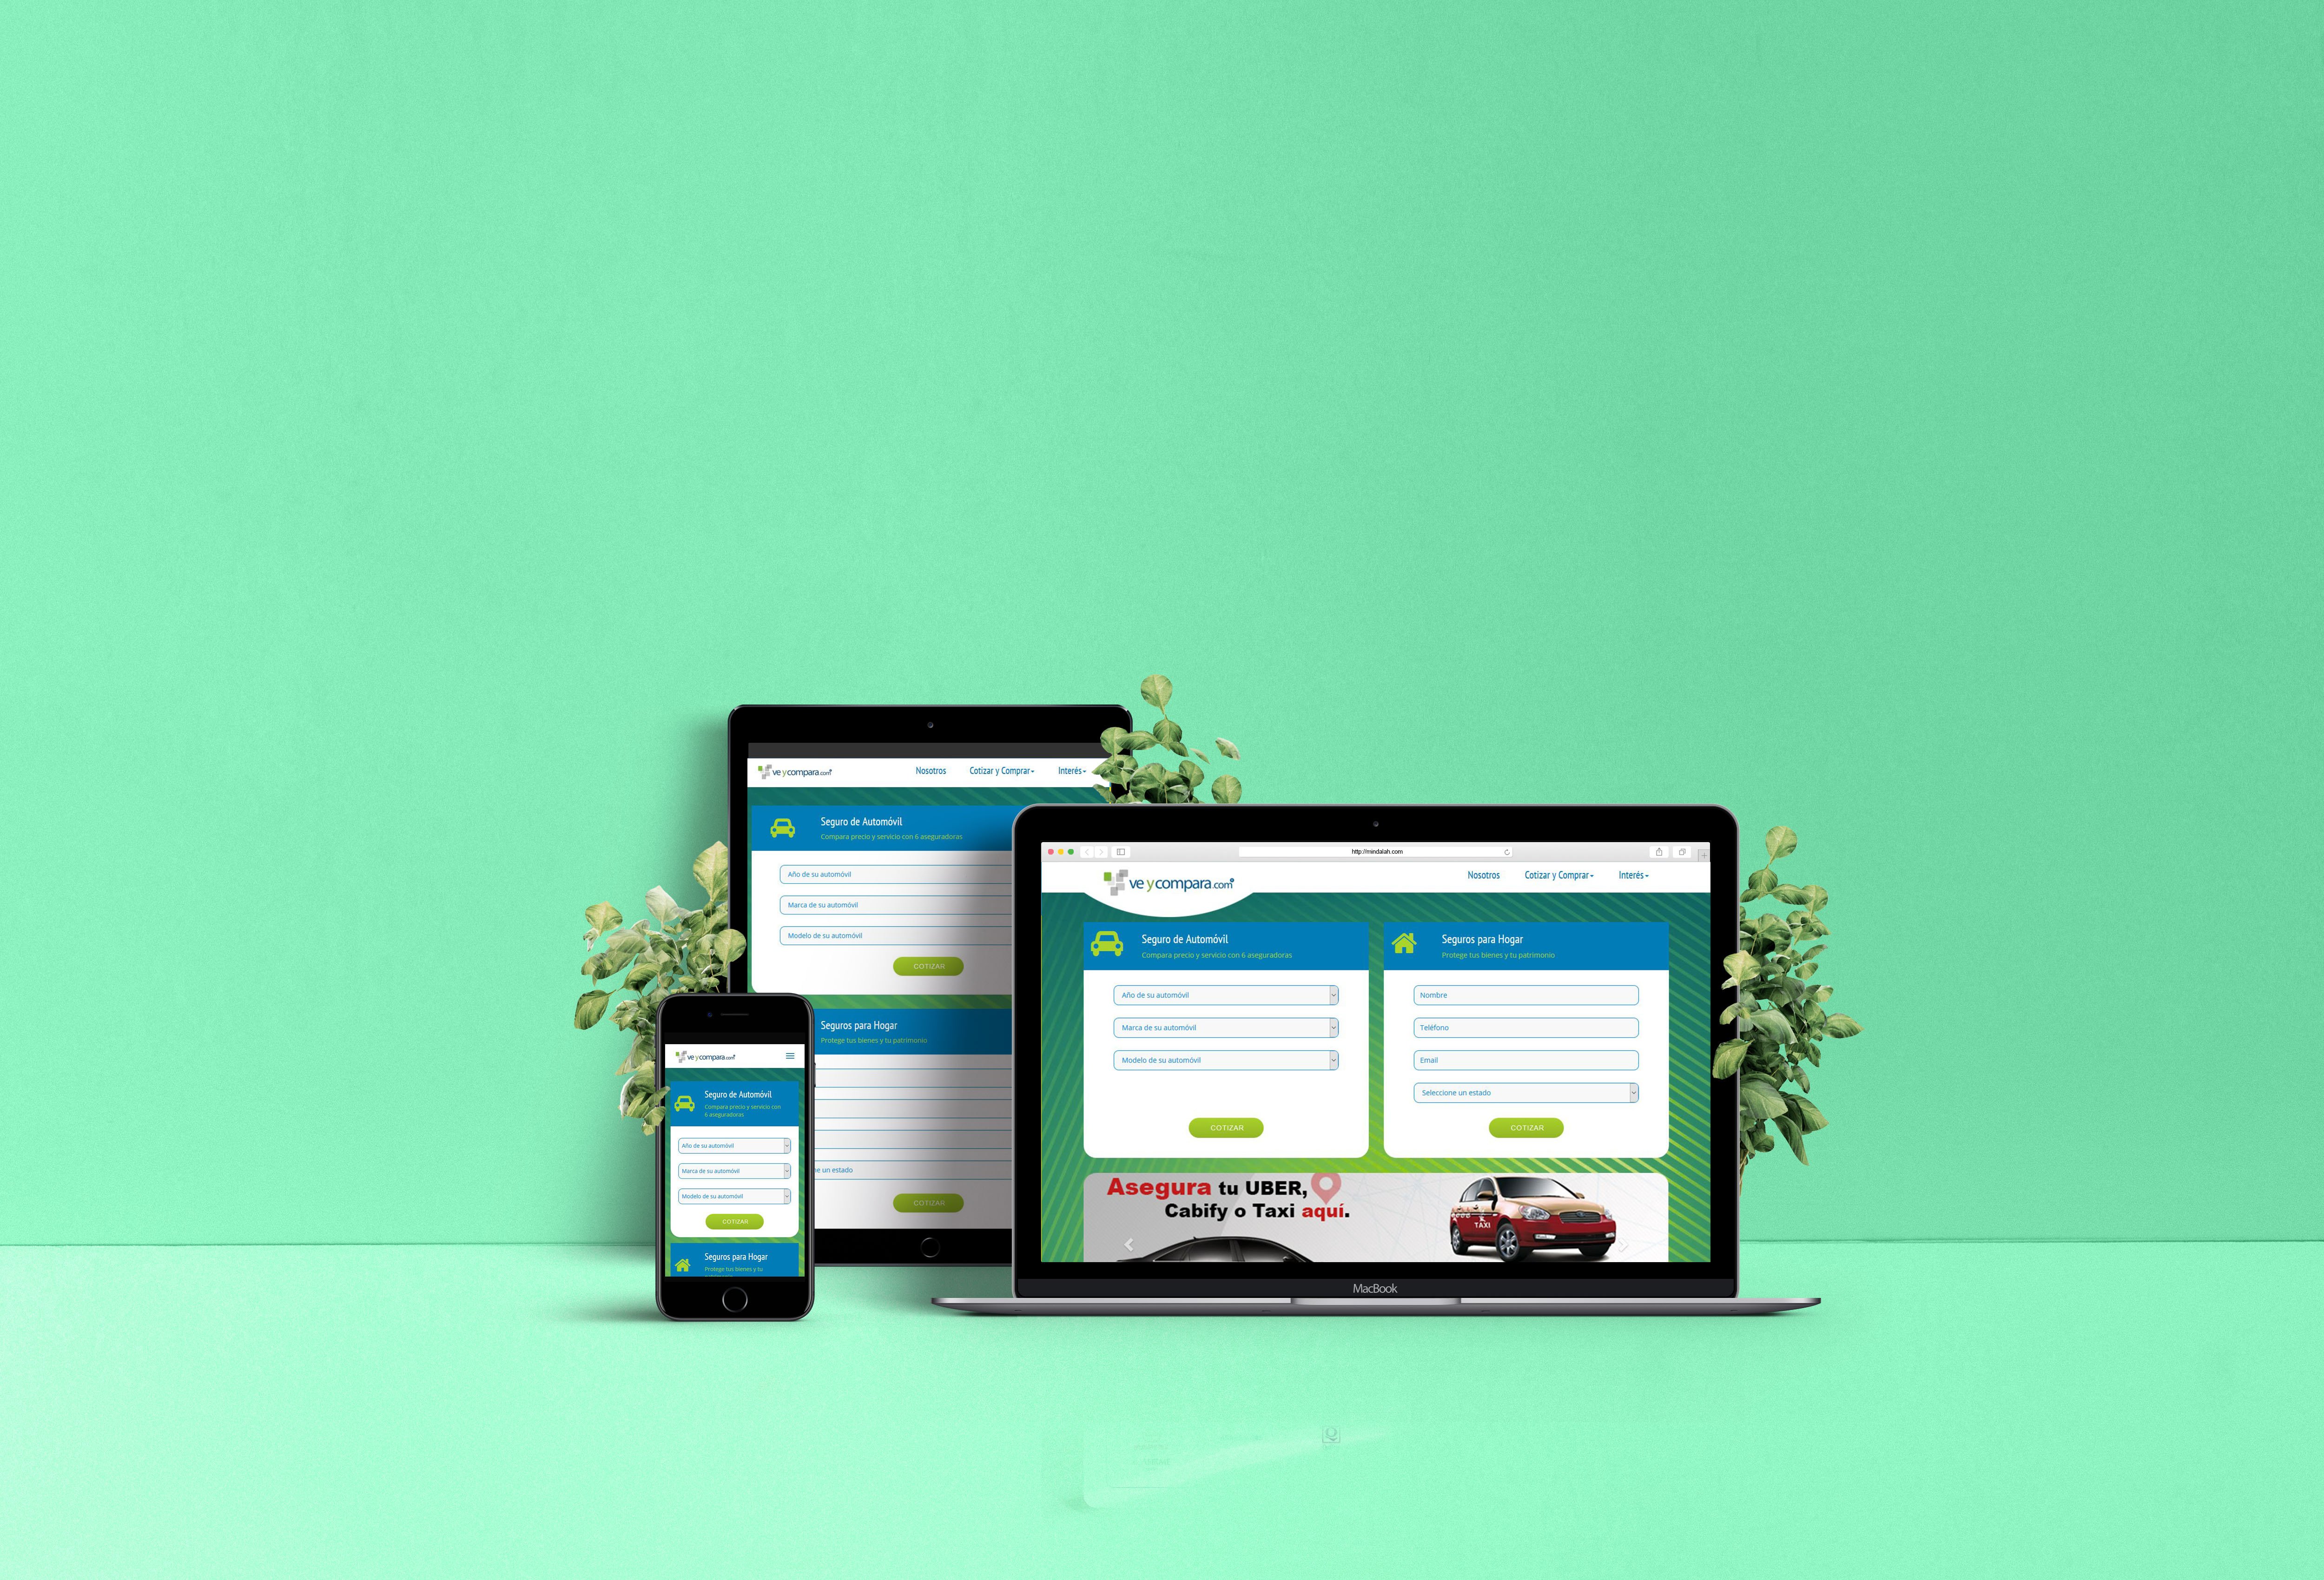 ve y compara.com
Nosotros
Cotizar y Comprar
Interés
Seguro de Automóvil
Compara precio y servicio con 6 aseguradoras
Año de su automóvil
Marca de su automóvil
Modelo de su automóvil
COTIZAR
Seguros para Hogar
Protege tus bienes y tu patrimonio
ne un estado
COTIZAR
ve y compara.com
Seguro de Automóvil
Compara precio y servicio con
6 aseguradoras
Año de su automóvil
Marca de su automóvil
Modelo de su automóvil
COTIZAR
Seguros para Hogar
Protege tus bienes y tu
http://mindalah.com
ve y compara.com
Nosotros
Cotizar y Comprar
Interés
Seguro de Automóvil
Compara precio y servicio con 6 aseguradoras
Año de su automóvil
Marca de su automóvil
Modelo de su automóvil
COTIZAR
Seguros para Hogar
Protege tus bienes y tu patrimonio
Nombre
Teléfono
Email
Seleccione un estado
COTIZAR
Asegura tu UBER,
Cabify o Taxi aquí.
TAXI
MacBook